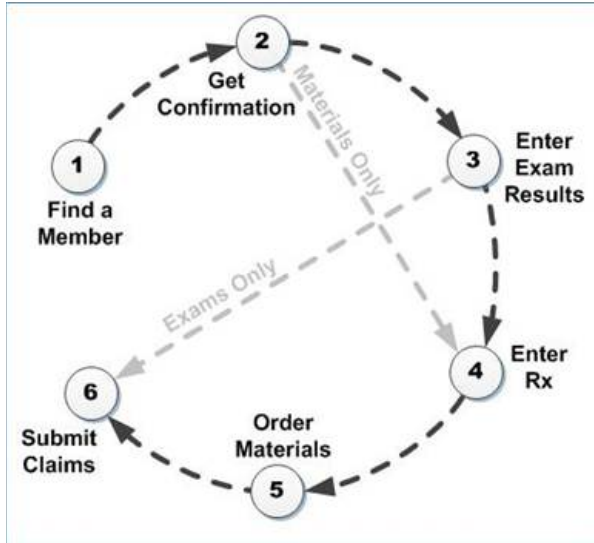 1
Find a
Member
2
Get
Confirmation
Materials Only
3
Enter
Exam
Results
Exams Only
4
Enter
Rx
5
Order
Materials
6
Submit
Claims